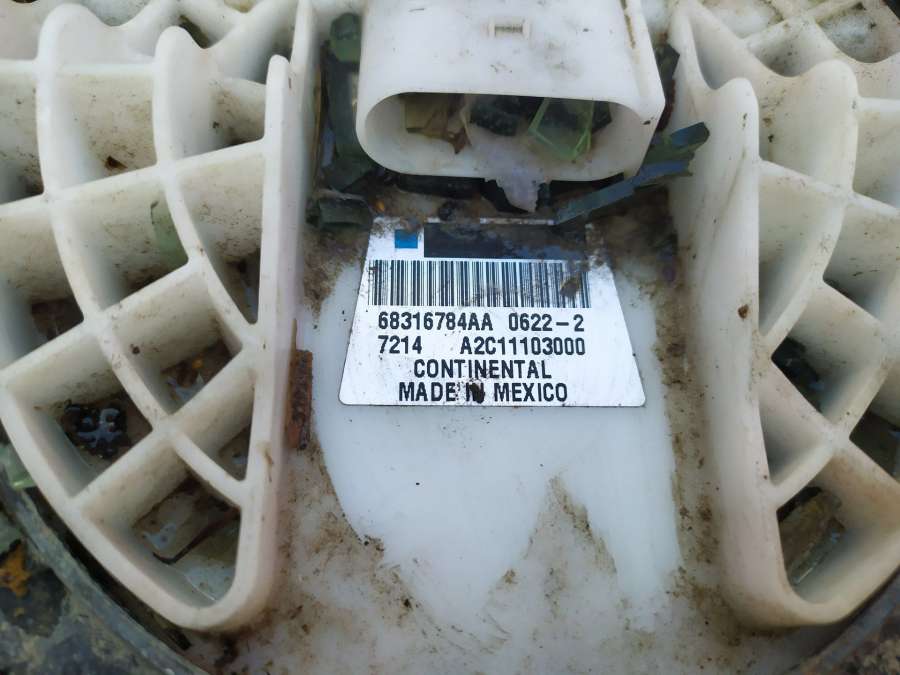 68316784AA 0622-2
7214 A2C11103000
CONTINENTAL
MADE IN MEXICO